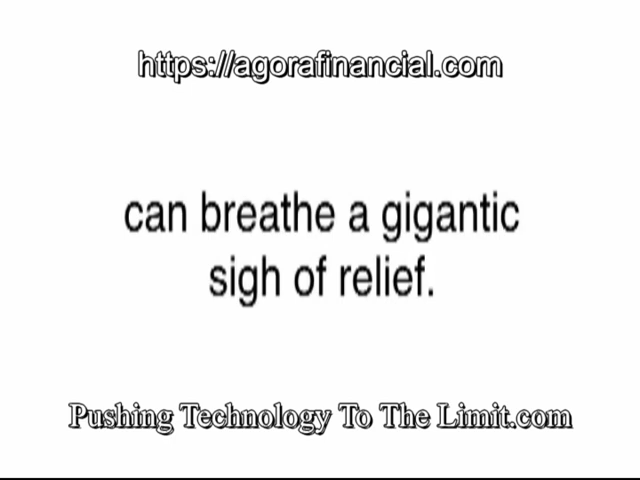 https://agorafinancial.com
can breathe a gigantic
sigh of relief.
Pushing Technology To The Limit.com